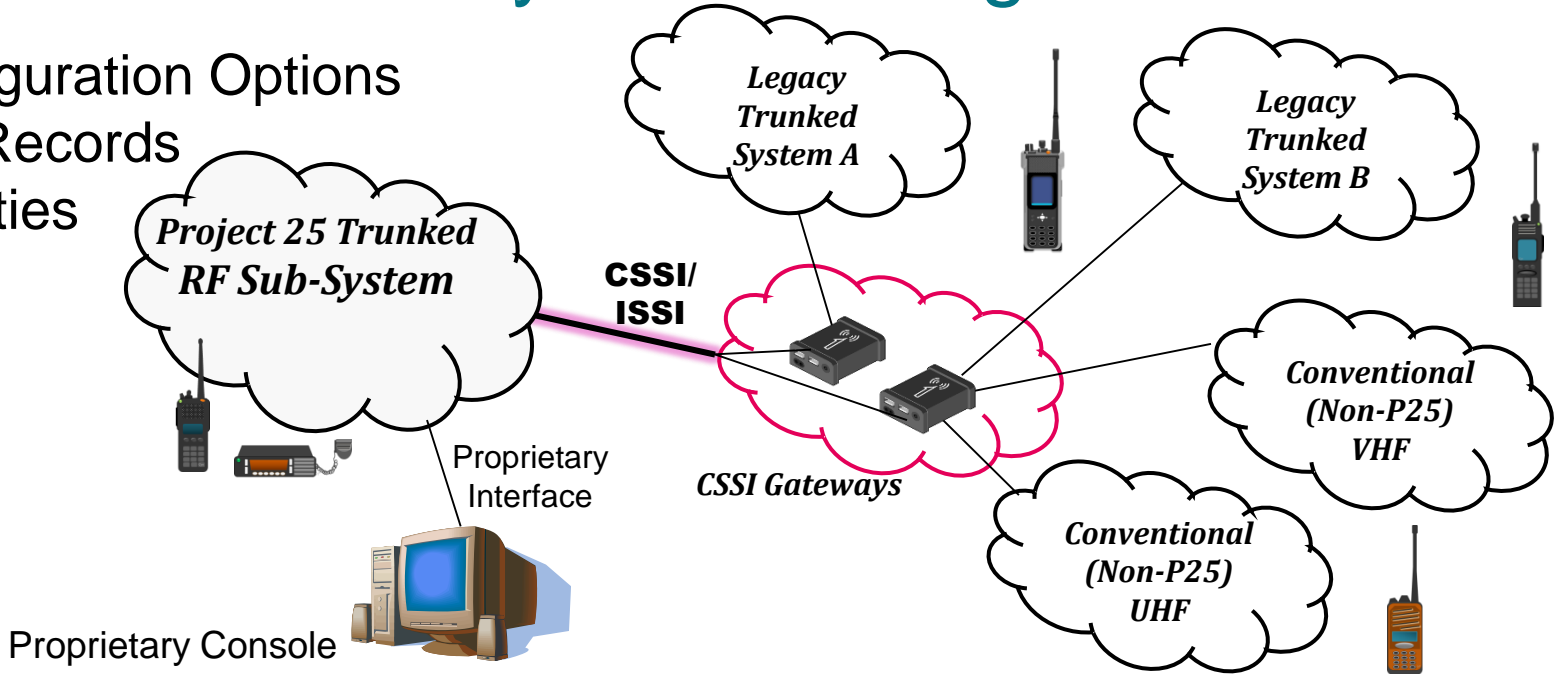 guration Options
Records
ties
Project 25 Trunked
RF Sub-System
CSSI/
ISSI
Legacy
Trunked
System A
Legacy
Trunked
System B
Conventional
(Non-P25)
VHF
CSSI Gateways
Conventional
(Non-P25)
UHF
Proprietary
Interface
Proprietary Console